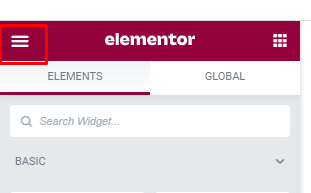 elementor
ELEMENTS GLOBAL
Search Widget...
BASIC